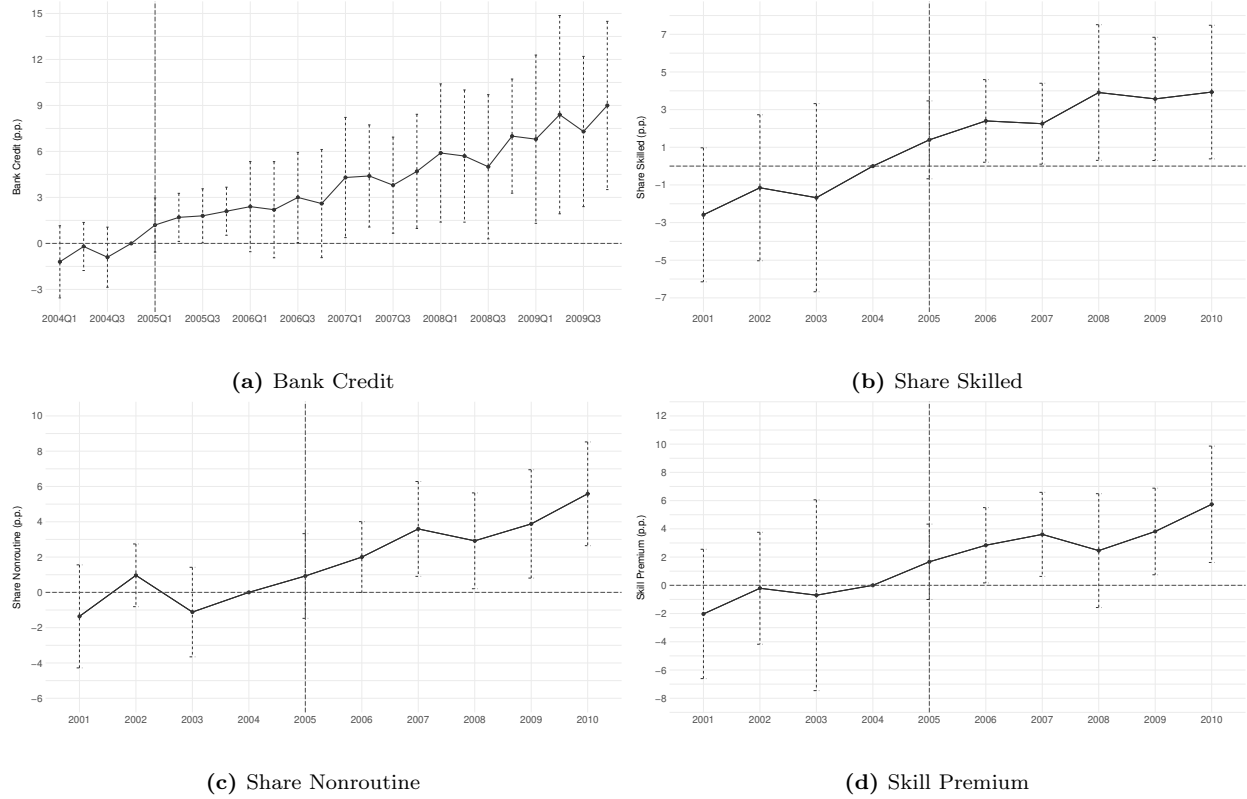 Bank Credit (p.p.)
15
12
9
6
3
0
−3
2004Q1 2004Q3 2005Q1 2005Q3 2006Q1 2006Q3 2007Q1 2007Q3 2008Q1 2008Q3 2009Q1 2009Q3
(a) Bank Credit
Share Skilled (p.p.)
7
5
3
1
−1
−3
−5
−7
2001 2002 2003 2004 2005 2006 2007 2008 2009 2010
(b) Share Skilled
Share Nonroutine (p.p.)
10
8
6
4
2
0
−2
−4
−6
2001 2002 2003 2004 2005 2006 2007 2008 2009 2010
(c) Share Nonroutine
Skill Premium (p.p.)
12
10
8
6
4
2
0
−2
−4
−6
−8
2001 2002 2003 2004 2005 2006 2007 2008 2009 2010
(d) Skill Premium